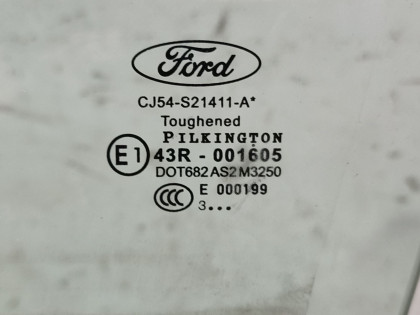 Ford
CJ54-S21411-A*
Toughened
PILKINGTON
E1 43R - 001605
DOT682 AS2 M3250
CCC E 000199
3...